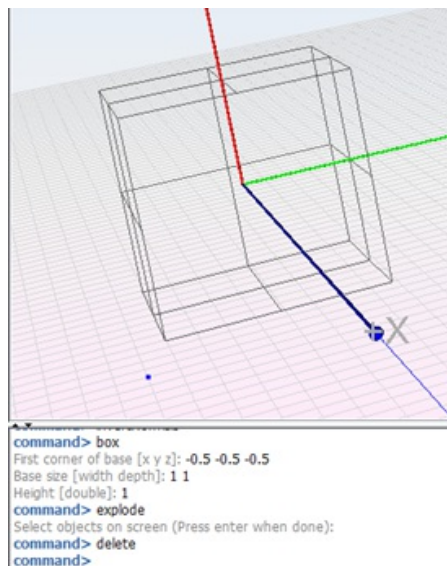 X
command> box
First corner of base [x y z]: -0.5 -0.5 -0.5
Base size [width depth]: 1 1
Height [double]: 1
command> explode
Select objects on screen (Press enter when done):
command> delete
command>